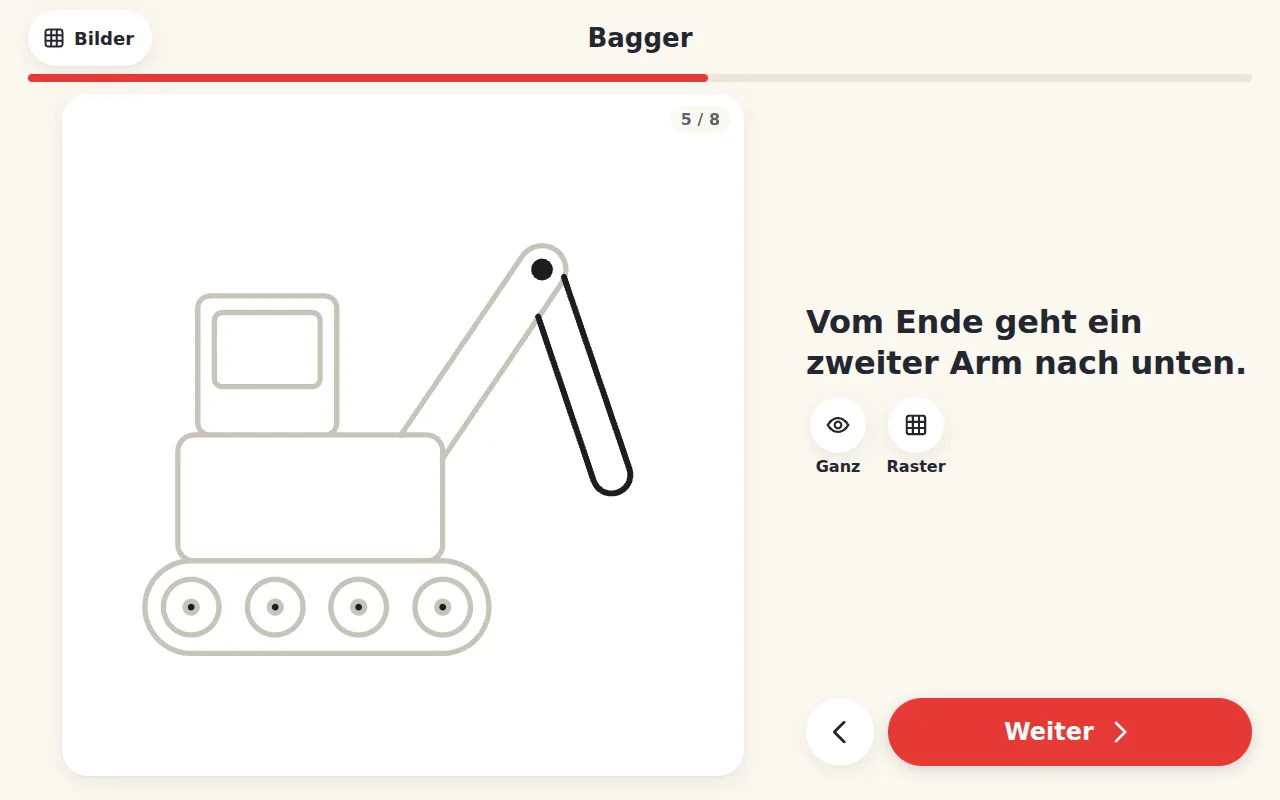 Bilder
Bagger
5 / 8
Vom Ende geht ein
zweiter Arm nach unten.
Ganz
Raster
Weiter